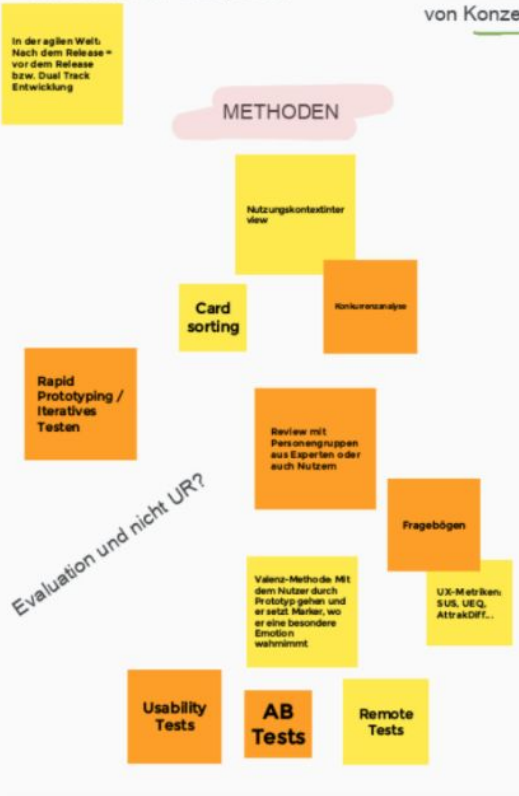 von Konze
In der agilen Welt:
Nach dem Release =
vor dem Release
bzw. Dual Track
Entwicklung
METHODEN
Nutzungskontextinter
view
Konkurrenzanalyse
Card
sorting
Rapid
Prototyping /
Iteratives
Testen
Review mit
Personengruppen
aus Experten oder
auch Nutzern
Evaluation und nicht UR?
Fragebögen
Valenz-Methode: Mit
dem Nutzer durch
Prototyp gehen und
er setzt Marker, wo
er eine besondere
Emotion
wahrnimmt
UX-Metriken:
SUS, UEQ,
AttrakDiff...
Usability
Tests
AB
Tests
Remote
Tests